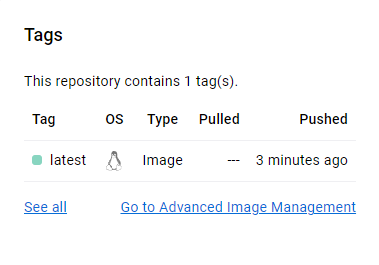 Tags
This repository contains 1 tag(s).
Tag OS Type Pulled Pushed
latest Image --- 3 minutes ago
See all Go to Advanced Image Management